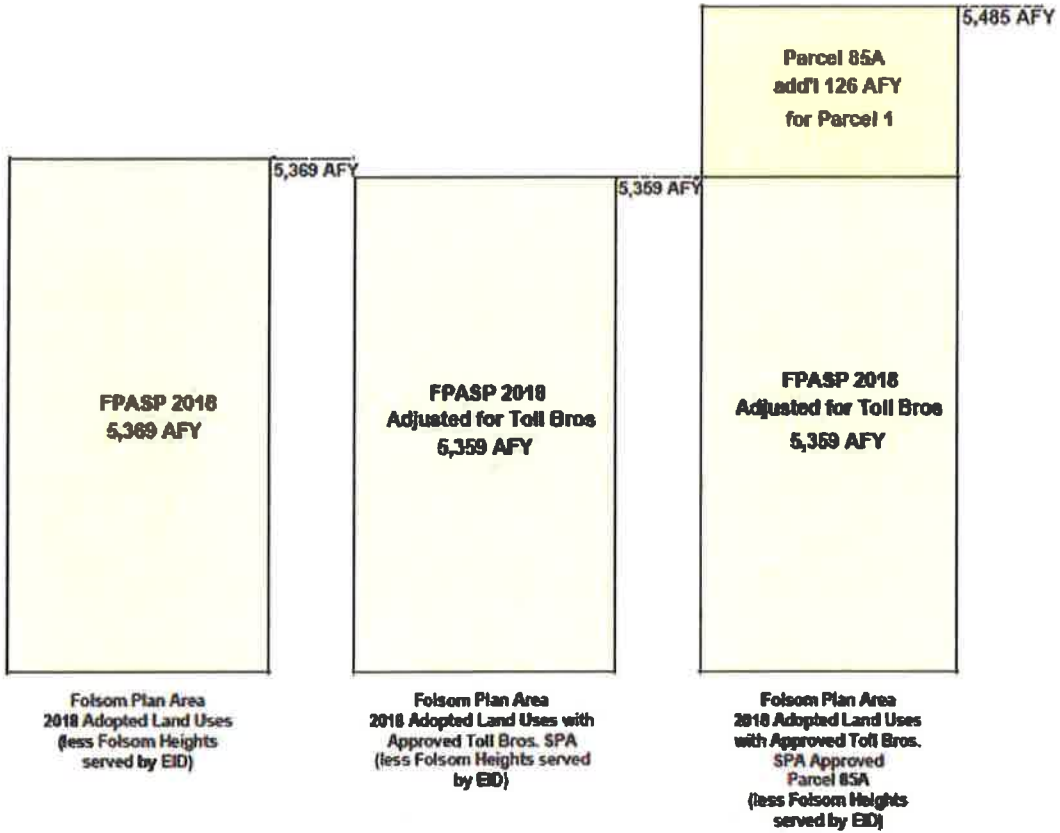 5,485 AFY
Parcel 85A
add'l 126 AFY
for Parcel 1
5,369 AFY
5,359 AFY
FPASP 2018
5,369 AFY
FPASP 2018
Adjusted for Toll Bros
5,359 AFY
FPASP 2018
Adjusted for Toll Bros
5,359 AFY
Folsom Plan Area
2018 Adopted Land Uses
(less Folsom Heights
served by EID)
Folsom Plan Area
2018 Adopted Land Uses with
Approved Toll Bros. SPA
(less Folsom Heights served
by EID)
Folsom Plan Area
2018 Adopted Land Uses
with Approved Toll Bros.
SPA Approved
Parcel 85A
(less Folsom Heights
served by EID)